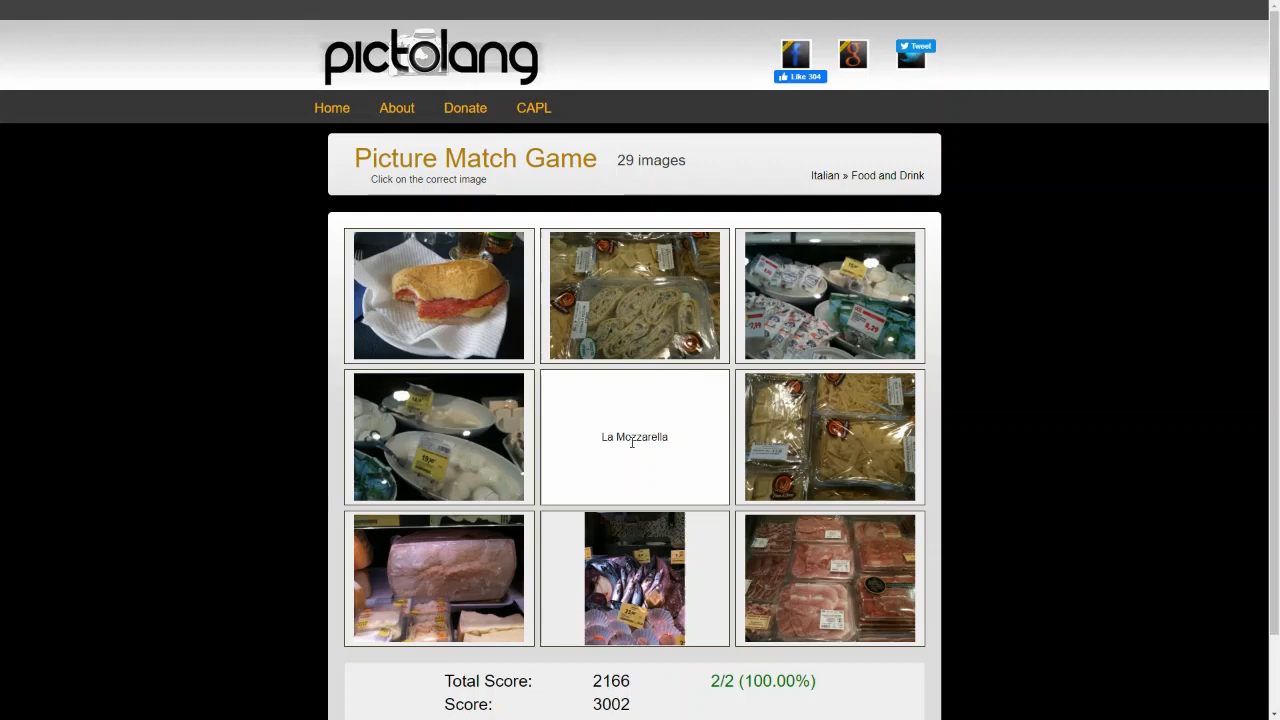 pictolang
Like 304
Tweet
Home About Donate CAPL
Picture Match Game 29 images
Click on the correct image
Italian » Food and Drink
La Mozzarella
Total Score: 2166 2/2 (100.00%)
Score: 3002